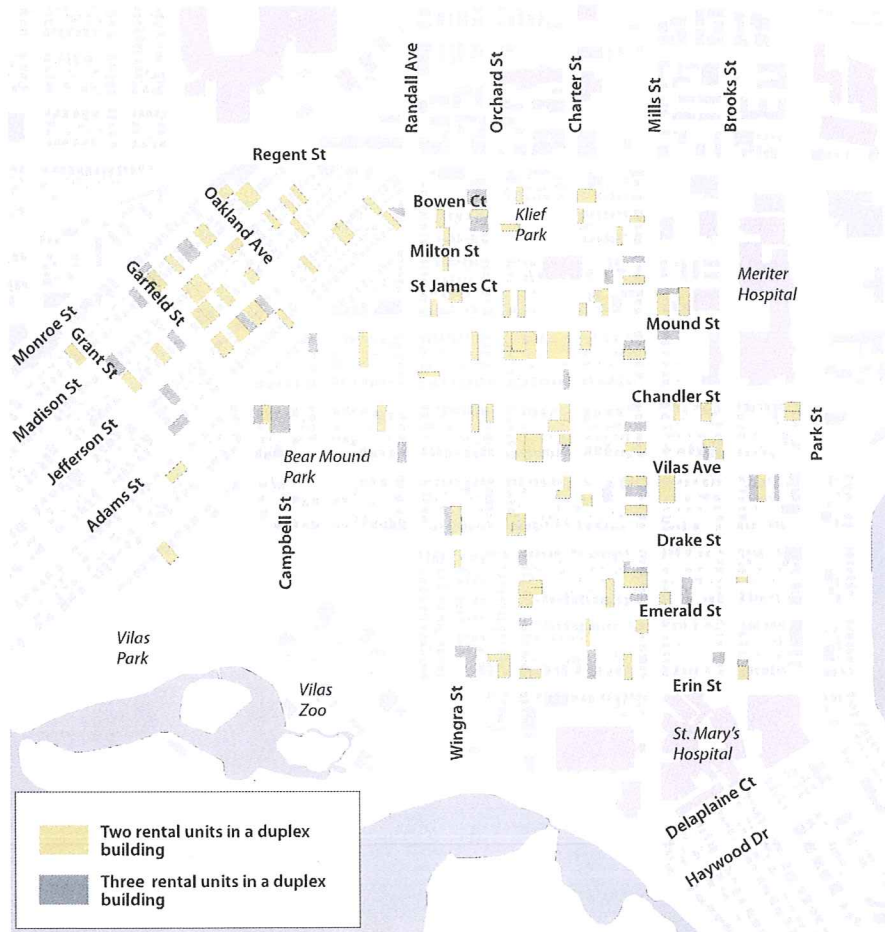 Randall Ave
Orchard St
Charter St
Mills St
Brooks St
Regent St
Oakland Ave
Bowen Ct
Klief
Park
Milton St
Garfield St
St James Ct
Meriter
Hospital
Monroe St
Grant St
Mound St
Madison St
Chandler St
Park St
Jefferson St
Bear Mound
Park
Vilas Ave
Adams St
Campbell St
Drake St
Emerald St
Vilas
Park
Vilas
Zoo
Wingra St
Erin St
St. Mary's
Hospital
Delaplaine Ct
Haywood Dr
Two rental units in a duplex
building
Three rental units in a duplex
building